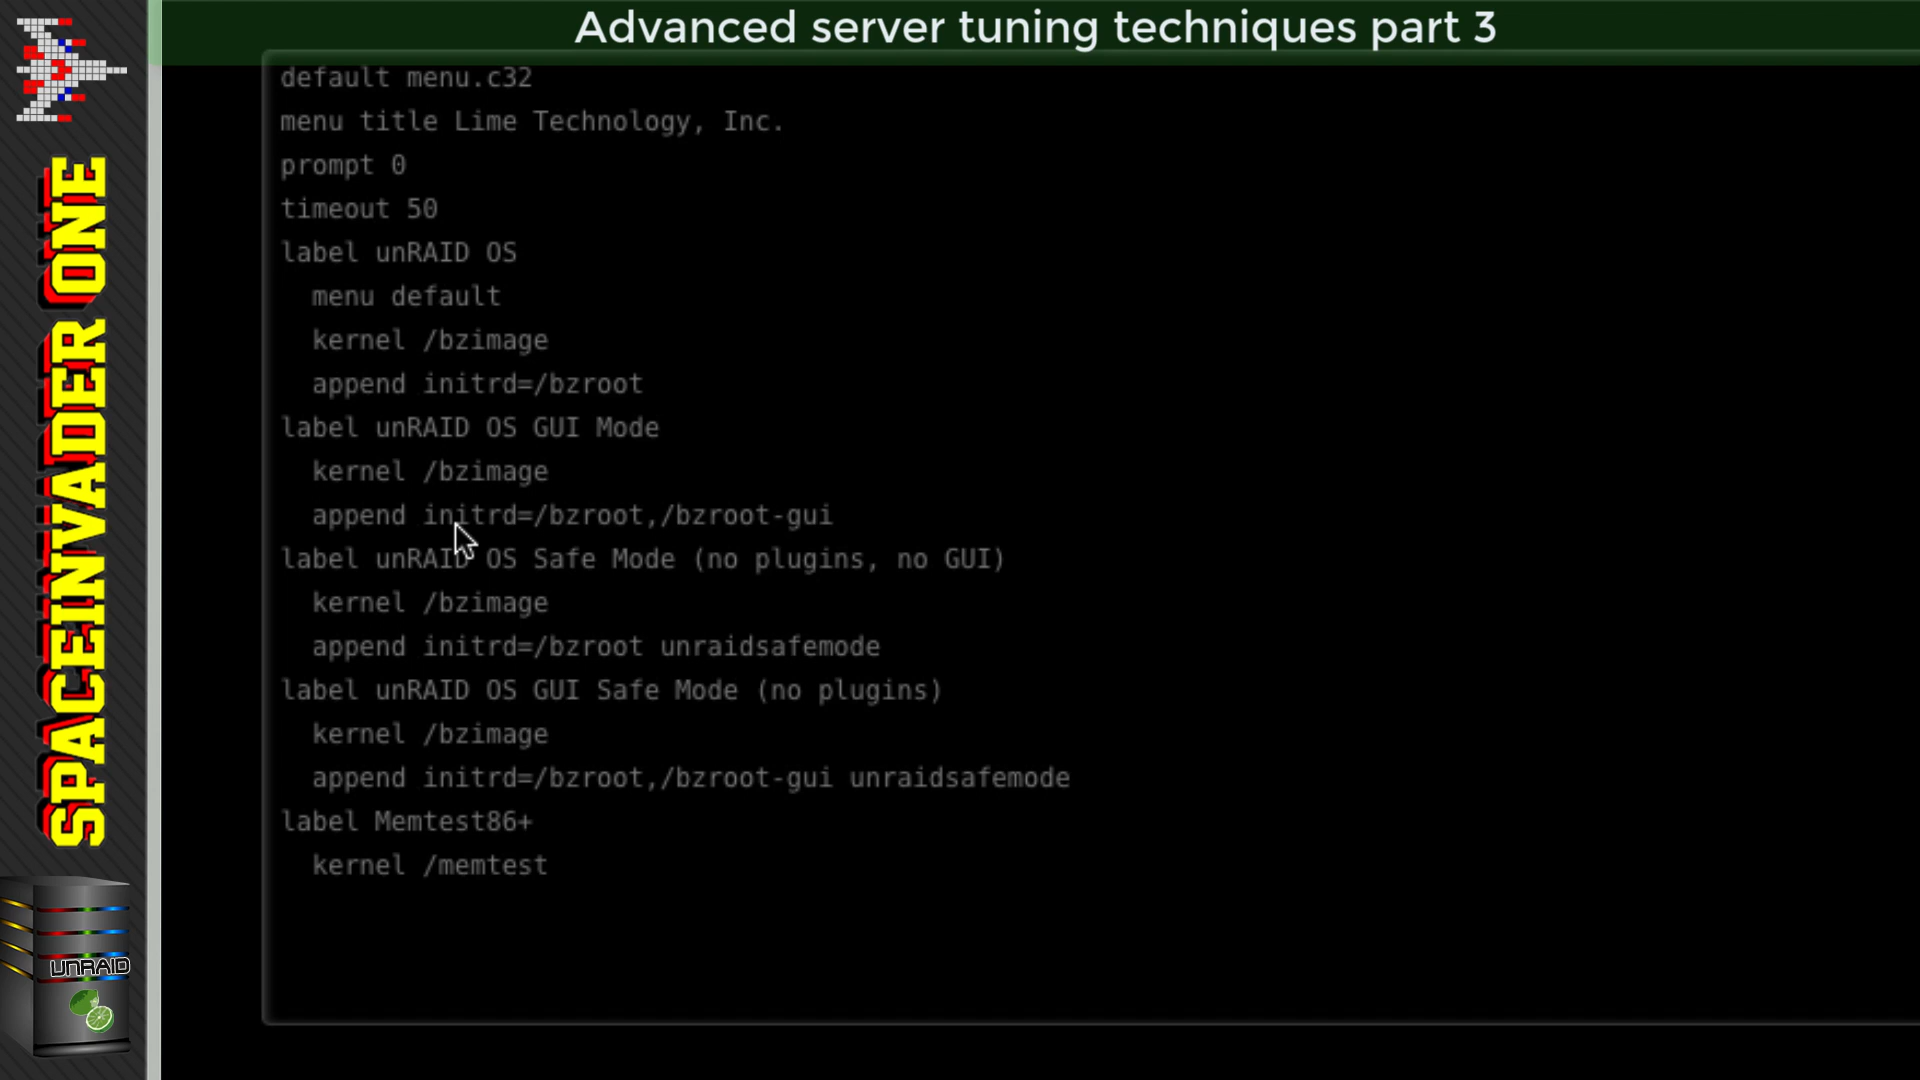 Advanced server tuning techniques part 3
default menu.c32
menu title Lime Technology, Inc.
prompt 0
timeout 50
label unRAID OS
  menu default
  kernel /bzimage
  append initrd=/bzroot
label unRAID OS GUI Mode
  kernel /bzimage
  append initrd=/bzroot,/bzroot-gui
label unRAID OS Safe Mode (no plugins, no GUI)
  kernel /bzimage
  append initrd=/bzroot unraidsafemode
label unRAID OS GUI Safe Mode (no plugins)
  kernel /bzimage
  append initrd=/bzroot,/bzroot-gui unraidsafemode
label Memtest86+
  kernel /memtest
SPACEINVADER ONE
UNRAID